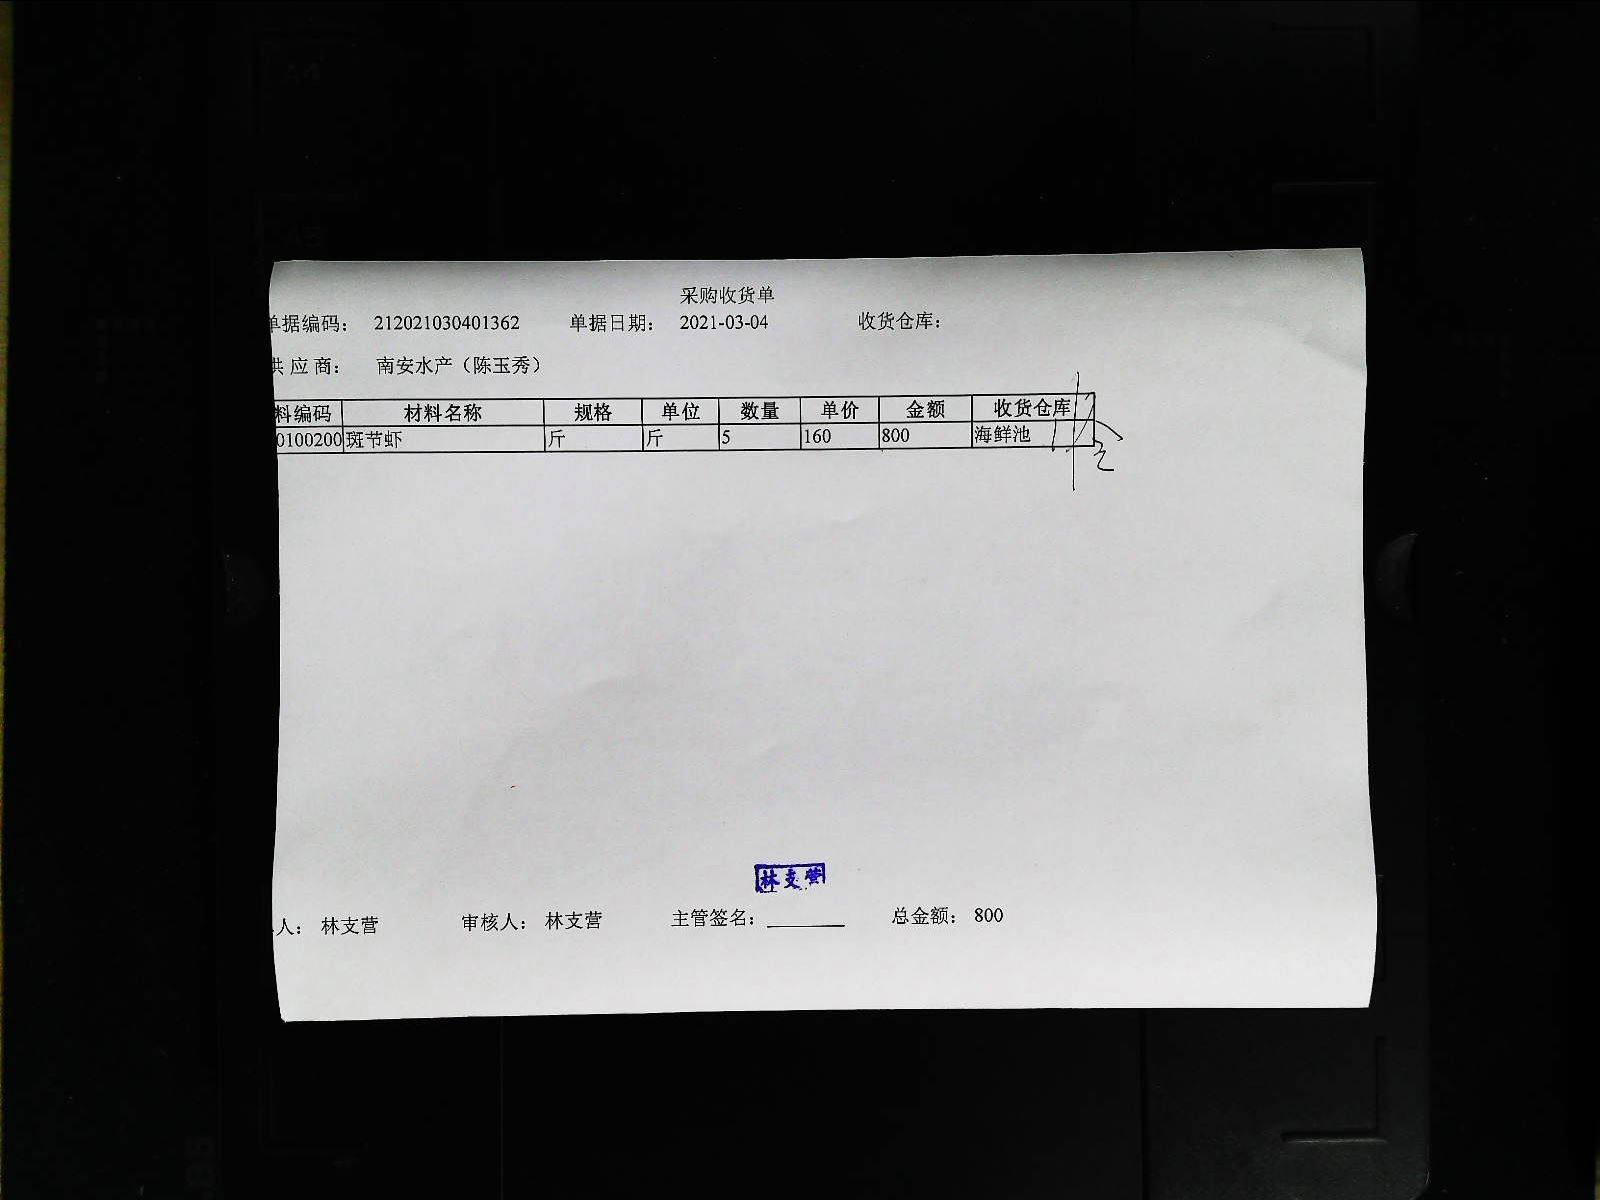 采购收货单
单据编码： 212021030401362 单据日期： 2021-03-04 收货仓库：
供应商： 南安水产（陈玉秀）
料编码 材料名称 规格 单位 数量 单价 金额 收货仓库
0100200 斑节虾 斤 斤 5 160 800 海鲜池
林支营
人： 林支营 审核人： 林支营 主管签名： 总金额： 800